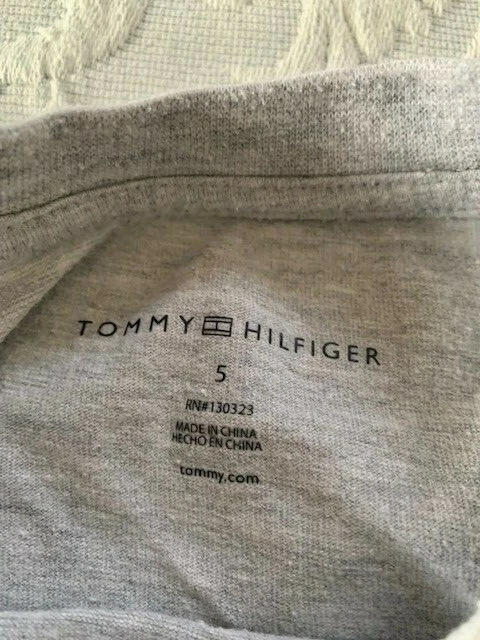 TOMMY HILFIGER
5
RN#130323
MADE IN CHINA
HECHO EN CHINA
tommy.com